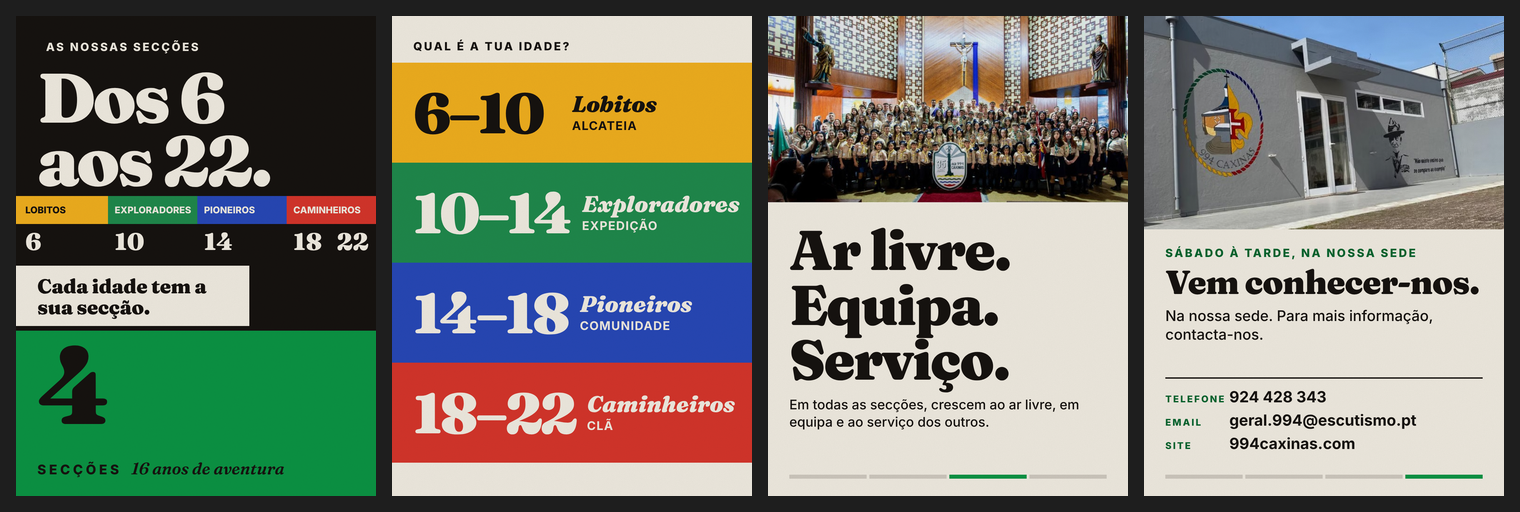 AS NOSSAS SECÇÕES
Dos 6
aos 22.
LOBITOS EXPLORADORES PIONEIROS CAMINHEIROS
6 10 14 18 22
Cada idade tem a
sua secção.
4
SECÇÕES 16 anos de aventura
QUAL É A TUA IDADE?
6–10 Lobitos
ALCATEIA
10–14 Exploradores
EXPEDIÇÃO
14–18 Pioneiros
COMUNIDADE
18–22 Caminheiros
CLÃ
Ar livre.
Equipa.
Serviço.
Em todas as secções, crescem ao ar livre, em
equipa e ao serviço dos outros.
994 CAXINAS
SÁBADO À TARDE, NA NOSSA SEDE
Vem conhecer-nos.
Na nossa sede. Para mais informação,
contacta-nos.
TELEFONE 924 428 343
EMAIL geral.994@escutismo.pt
SITE 994caxinas.com